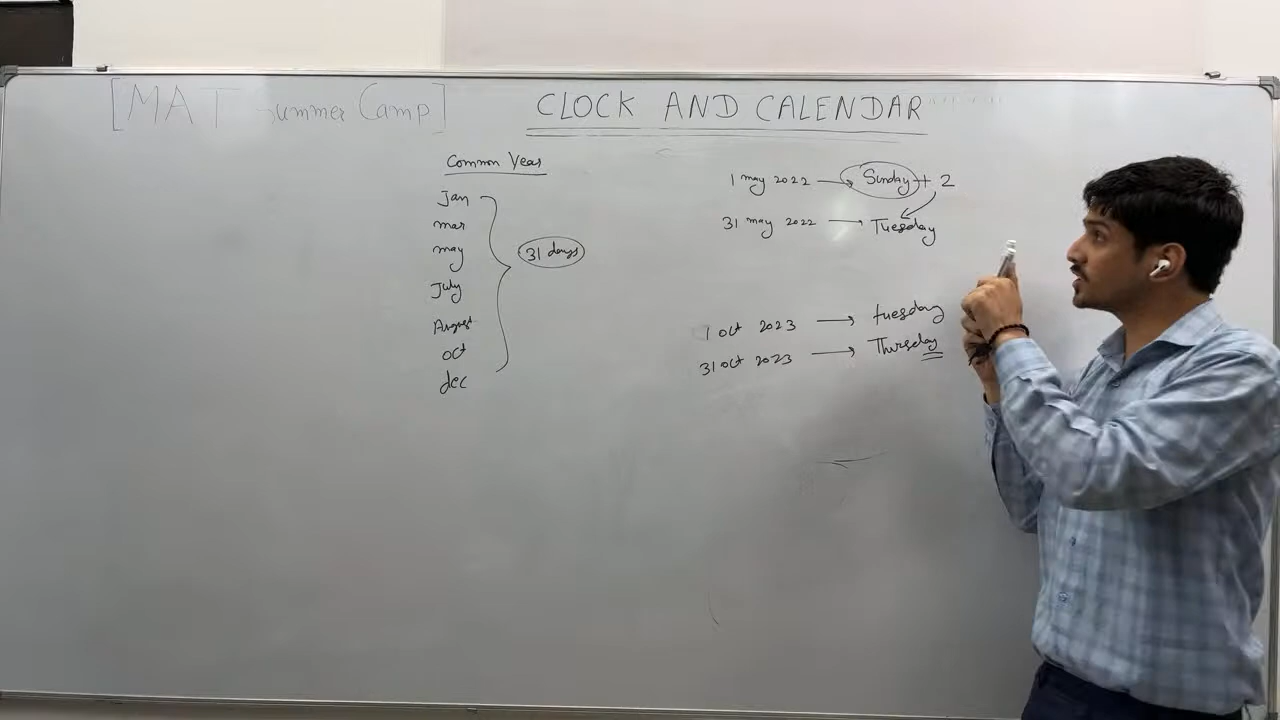 [MAT Summer Camp]
CLOCK AND CALENDAR
Common Year
Jan
mar
may
July
August
oct
dec
31 days
1 may 2022 → Sunday + 2
31 may 2022 → Tuesday
1 oct 2023 → tuesday
31 oct 2023 → Thursday